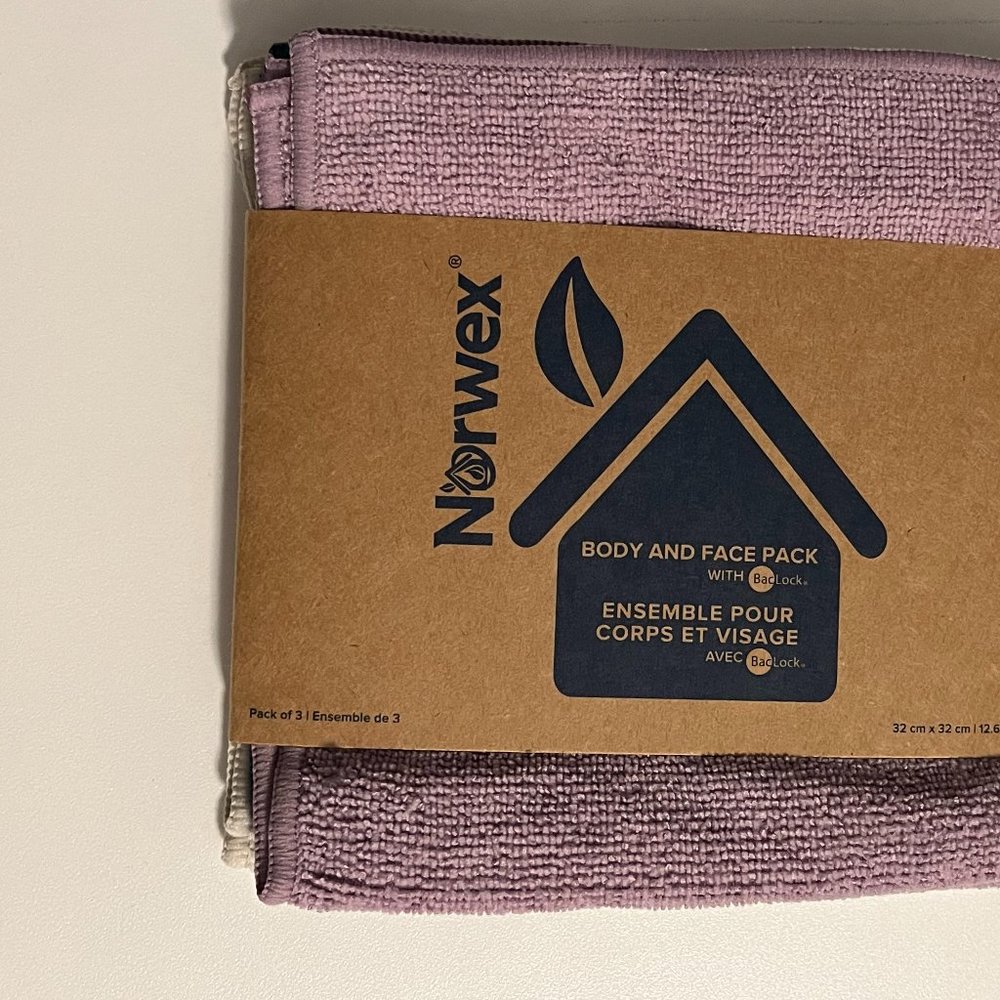 Norwex®
BODY AND FACE PACK
WITH BacLock®
ENSEMBLE POUR
CORPS ET VISAGE
AVEC BacLock®
Pack of 3 | Ensemble de 3
32 cm x 32 cm | 12.6